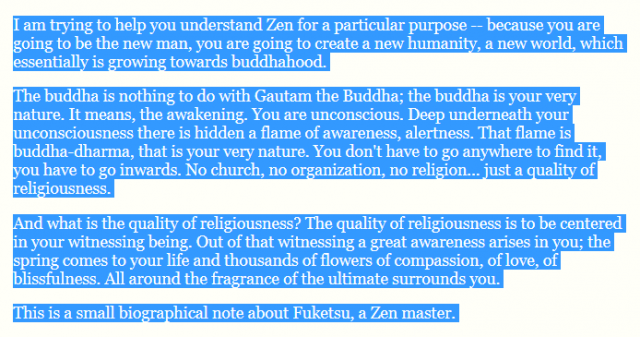 I am trying to help you understand Zen for a particular purpose -- because you are
going to be the new man, you are going to create a new humanity, a new world, which
essentially is growing towards buddhahood.
The buddha is nothing to do with Gautam the Buddha; the buddha is your very
nature. It means, the awakening. You are unconscious. Deep underneath your
unconsciousness there is hidden a flame of awareness, alertness. That flame is
buddha-dharma, that is your very nature. You don't have to go anywhere to find it,
you have to go inwards. No church, no organization, no religion... just a quality of
religiousness.
And what is the quality of religiousness? The quality of religiousness is to be centered
in your witnessing being. Out of that witnessing a great awareness arises in you; the
spring comes to your life and thousands of flowers of compassion, of love, of
blissfulness. All around the fragrance of the ultimate surrounds you.
This is a small biographical note about Fuketsu, a Zen master.